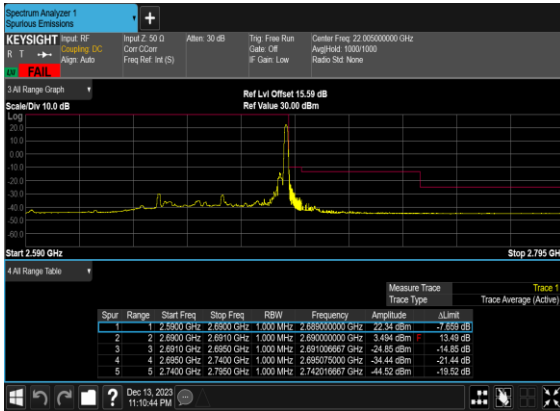 Spectrum Analyzer 1
Spurious Emissions
KEYSIGHT
R T
LNI
FAIL
Input: RF
Coupling: DC
Align: Auto
Input Z: 50 Ω
Corr CCorr
Freq Ref: Int (S)
Atten: 30 dB
Trig: Free Run
Gate: Off
IF Gain: Low
Center Freq: 22.005000000 GHz
Avg|Hold: 1000/1000
Radio Std: None
3 All Range Graph
Scale/Div 10.0 dB
Ref Lvl Offset 15.59 dB
Ref Value 30.00 dBm
Log
20.0
10.0
0.00
-10.0
-20.0
-30.0
-40.0
-50.0
-60.0
Start 2.590 GHz
Stop 2.795 GH
4 All Range Table
Measure Trace Trace 1
Trace Type Trace Average (Active)
Spur Range Start Freq Stop Freq RBW Frequency Amplitude ΔLimit
1 1 2.5900 GHz 2.6900 GHz 1.000 MHz 2.689000000 GHz 22.34 dBm -7.659 dB
2 2 2.6900 GHz 2.6910 GHz 1.000 MHz 2.690000000 GHz 3.494 dBm F 13.49 dB
3 3 2.6910 GHz 2.6950 GHz 1.000 MHz 2.691006667 GHz -24.85 dBm -14.85 dB
4 4 2.6950 GHz 2.7400 GHz 1.000 MHz 2.695075000 GHz -34.44 dBm -21.44 dB
5 5 2.7400 GHz 2.7950 GHz 1.000 MHz 2.742016667 GHz -44.52 dBm -19.52 dB
Dec 13, 2023
11:10:44 PM